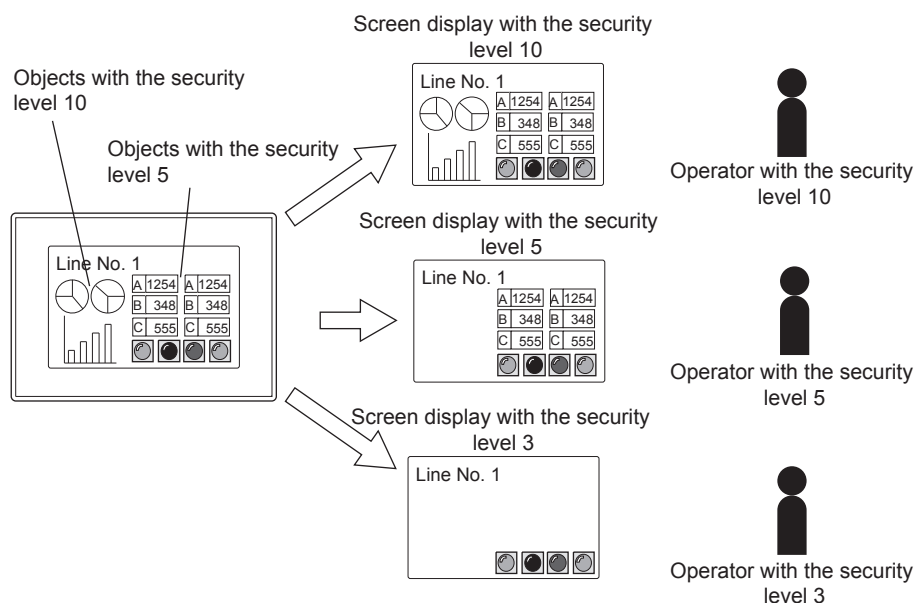 Screen display with the security
level 10
Objects with the security
level 10
Objects with the security
level 5
Line No. 1
A 1254 A 1254
B 348 B 348
C 555 C 555
Operator with the security
level 10
Screen display with the security
level 5
Line No. 1
A 1254 A 1254
B 348 B 348
C 555 C 555
Line No. 1
A 1254 A 1254
B 348 B 348
C 555 C 555
Operator with the security
level 5
Screen display with the security
level 3
Line No. 1
Operator with the security
level 3